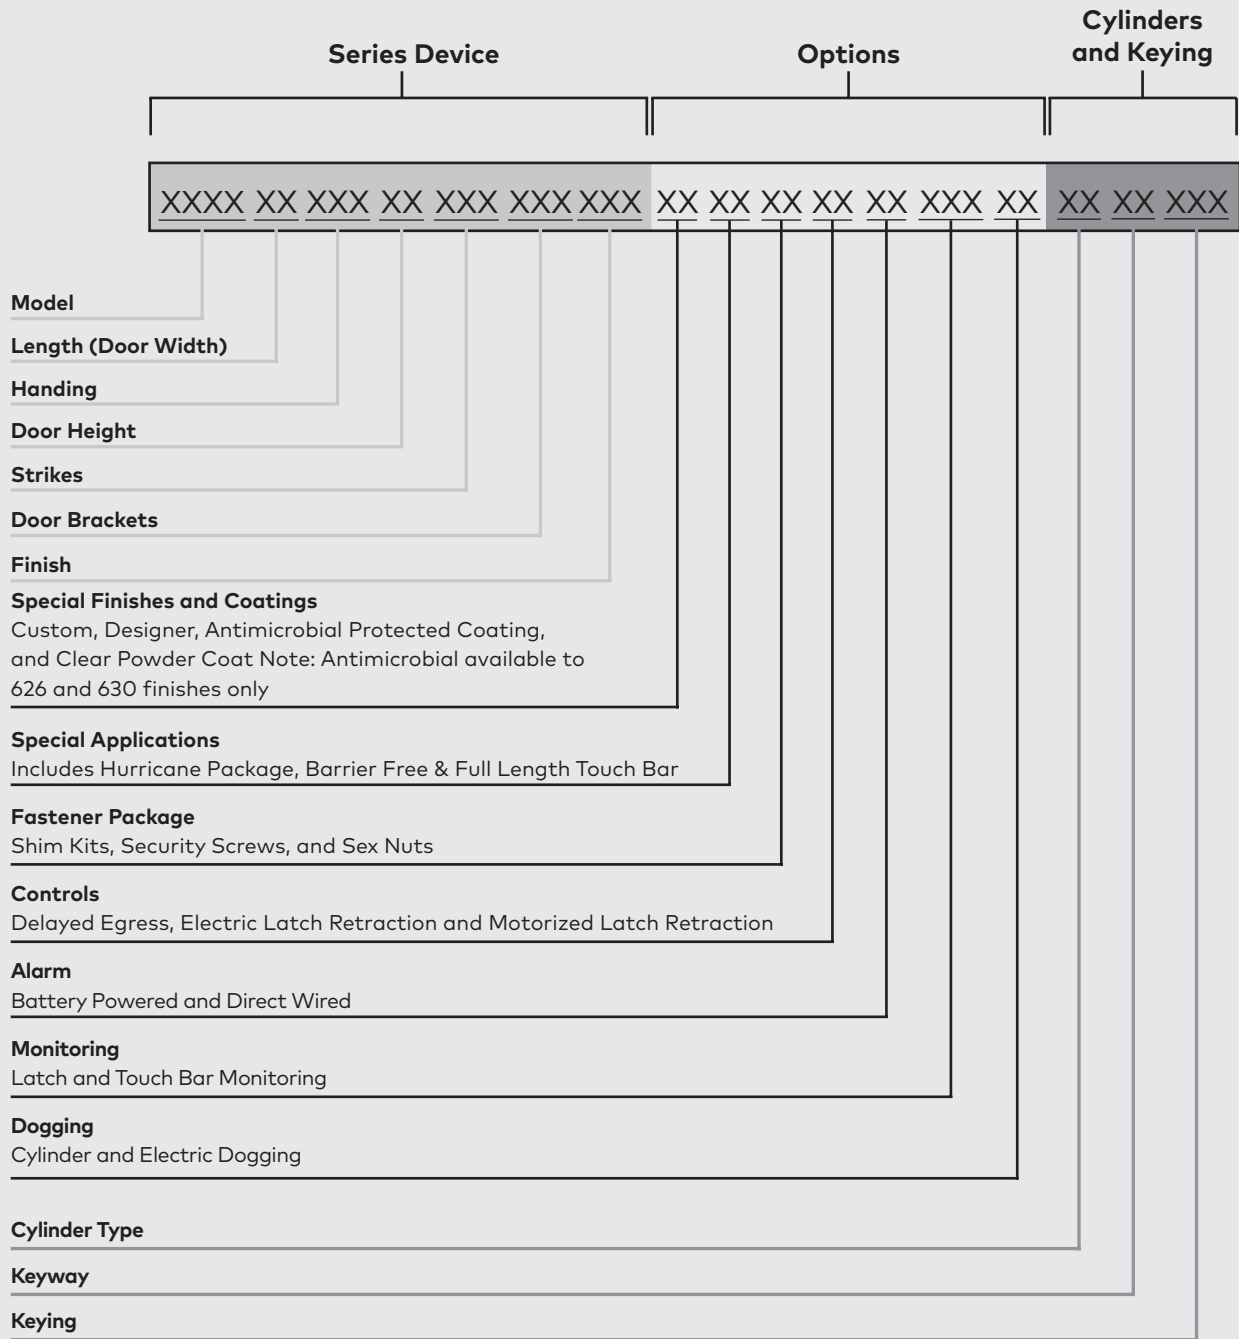 Cylinders
Series Device Options and Keying
XXXX XX XXX XX XXX XXX XXX XX XX XX XX XX XXX XX XX XX XXX
Model
Length (Door Width)
Handing
Door Height
Strikes
Door Brackets
Finish
Special Finishes and Coatings
Custom, Designer, Antimicrobial Protected Coating,
and Clear Powder Coat Note: Antimicrobial available to
626 and 630 finishes only
Special Applications
Includes Hurricane Package, Barrier Free & Full Length Touch Bar
Fastener Package
Shim Kits, Security Screws, and Sex Nuts
Controls
Delayed Egress, Electric Latch Retraction and Motorized Latch Retraction
Alarm
Battery Powered and Direct Wired
Monitoring
Latch and Touch Bar Monitoring
Dogging
Cylinder and Electric Dogging
Cylinder Type
Keyway
Keying